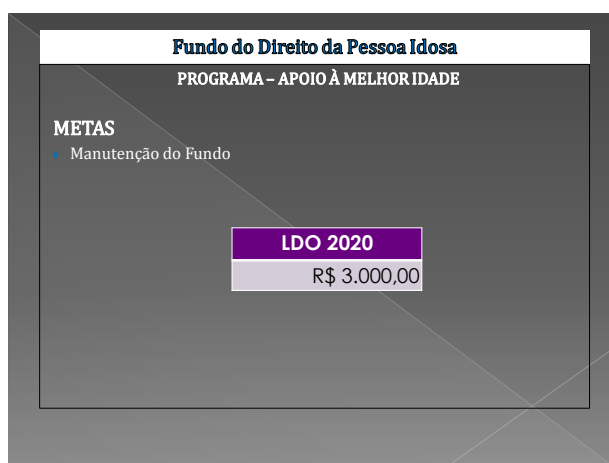 Fundo do Direito da Pessoa Idosa
PROGRAMA – APOIO À MELHOR IDADE
METAS
Manutenção do Fundo
LDO 2020
R$ 3.000,00